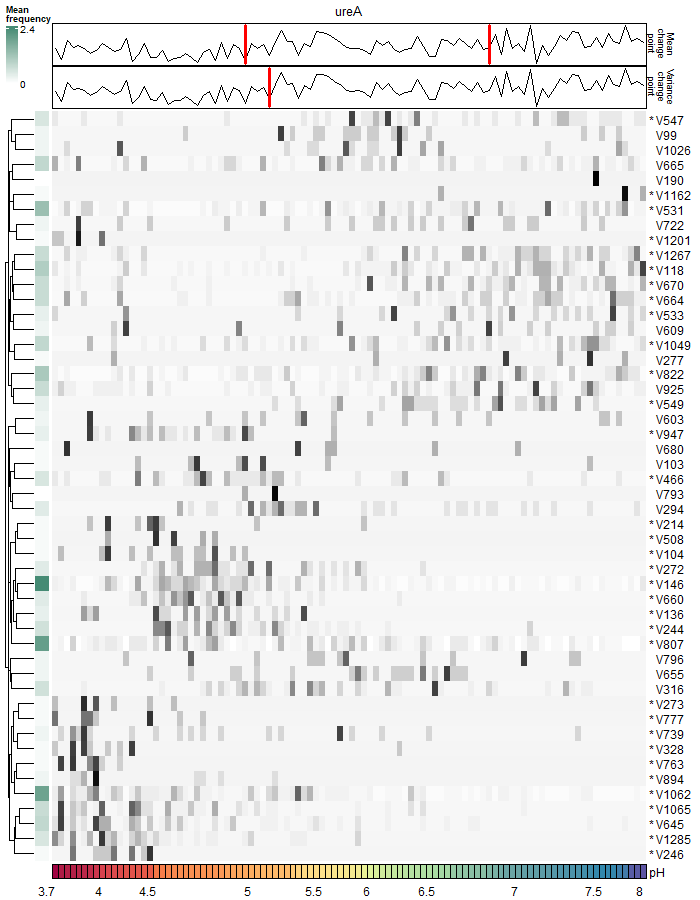 ureA
Mean
frequency
2.4
0
Mean
change
point
Variance
change
point
* V547
V99
V1026
V665
V190
* V1162
* V531
V722
* V1201
* V1267
* V118
* V670
* V664
* V533
V609
* V1049
V277
* V822
V925
* V549
V603
* V947
V680
V103
* V466
V793
V294
* V214
* V508
* V104
* V272
* V146
* V660
* V136
* V244
* V807
V796
V655
V316
* V273
* V777
* V739
* V328
* V763
* V894
* V1062
* V1065
* V645
* V1285
* V246
pH
3.7 4 4.5 5 5.5 6 6.5 7 7.5 8